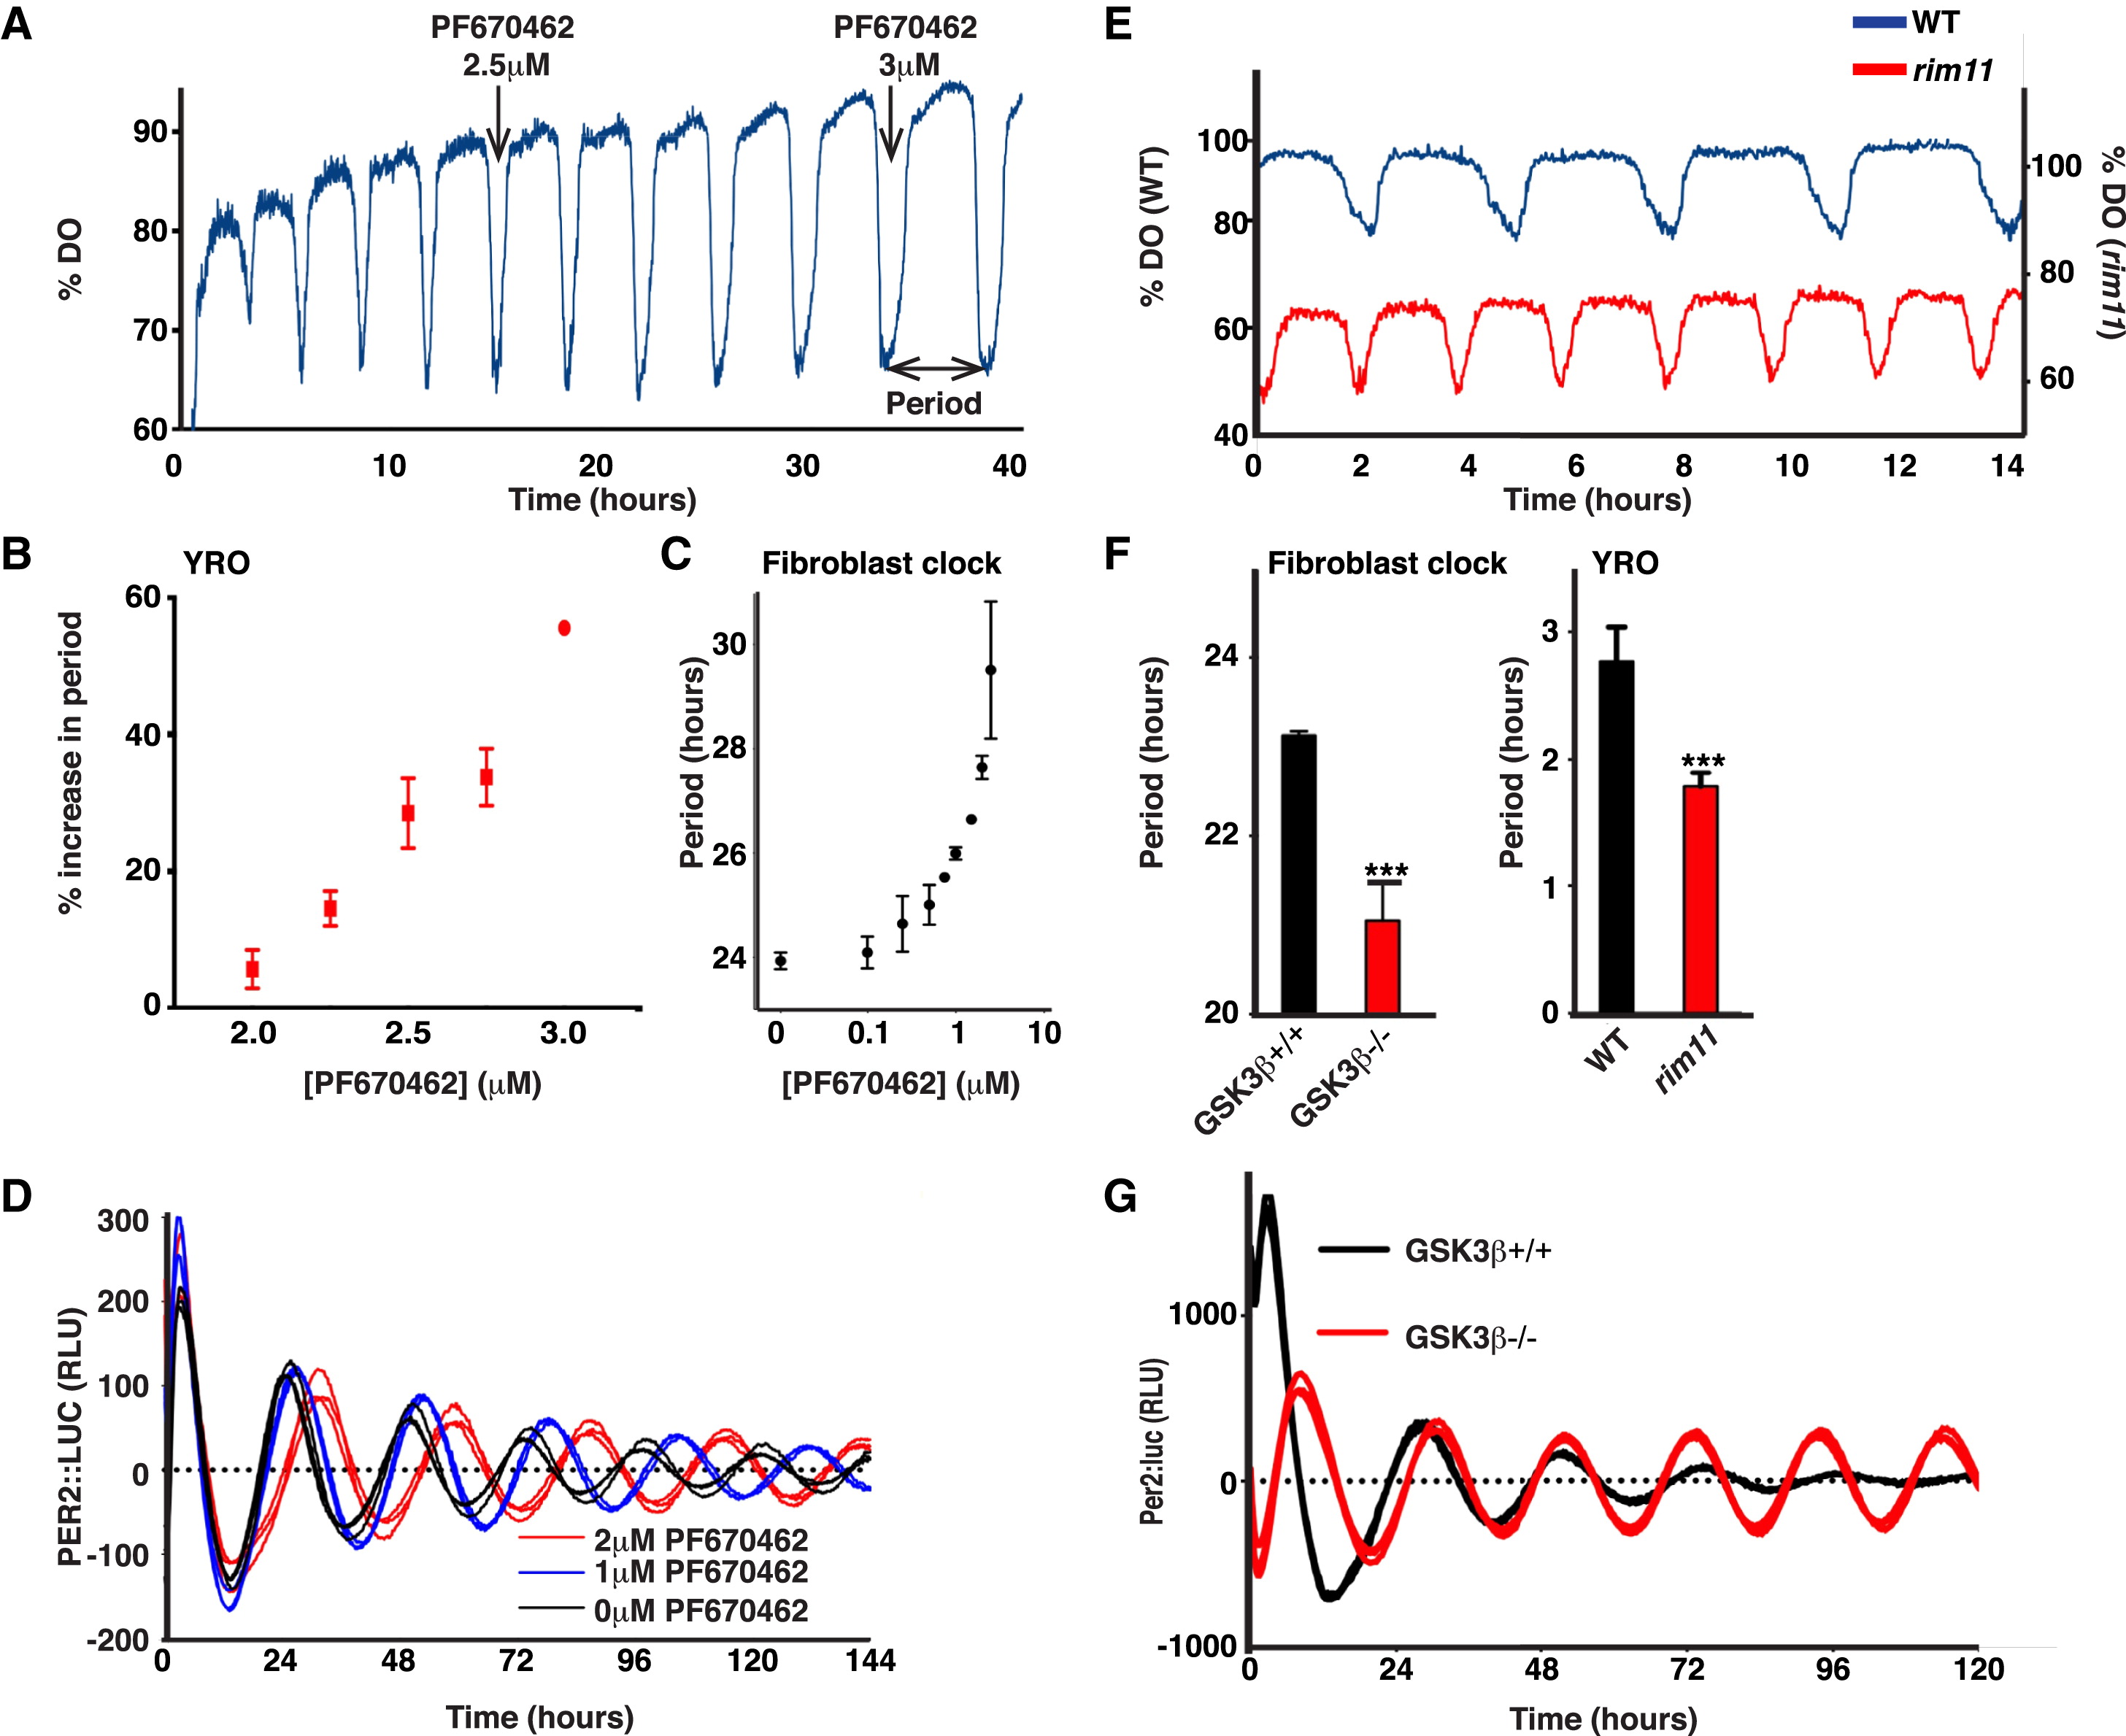 A
PF670462
2.5μM
PF670462
3μM
% DO
90
80
70
60
Period
0 10 20 30 40
Time (hours)
E
WT
rim11
% DO (WT)
100
80
60
40
% DO (rim11)
100
80
60
0 2 4 6 8 10 12 14
Time (hours)
B
YRO
% increase in period
60
40
20
0
2.0 2.5 3.0
[PF670462] (μM)
C
Fibroblast clock
Period (hours)
30
28
26
24
0 0.1 1 10
[PF670462] (μM)
F
Fibroblast clock
Period (hours)
24
22
20
***
GSK3β+/+
GSK3β-/-
YRO
Period (hours)
3
2
1
0
***
WT
rim11
D
PER2::LUC (RLU)
300
200
100
0
-100
-200
2μM PF670462
1μM PF670462
0μM PF670462
0 24 48 72 96 120 144
Time (hours)
G
Per2::luc (RLU)
1000
0
-1000
GSK3β+/+
GSK3β-/-
0 24 48 72 96 120
Time (hours)